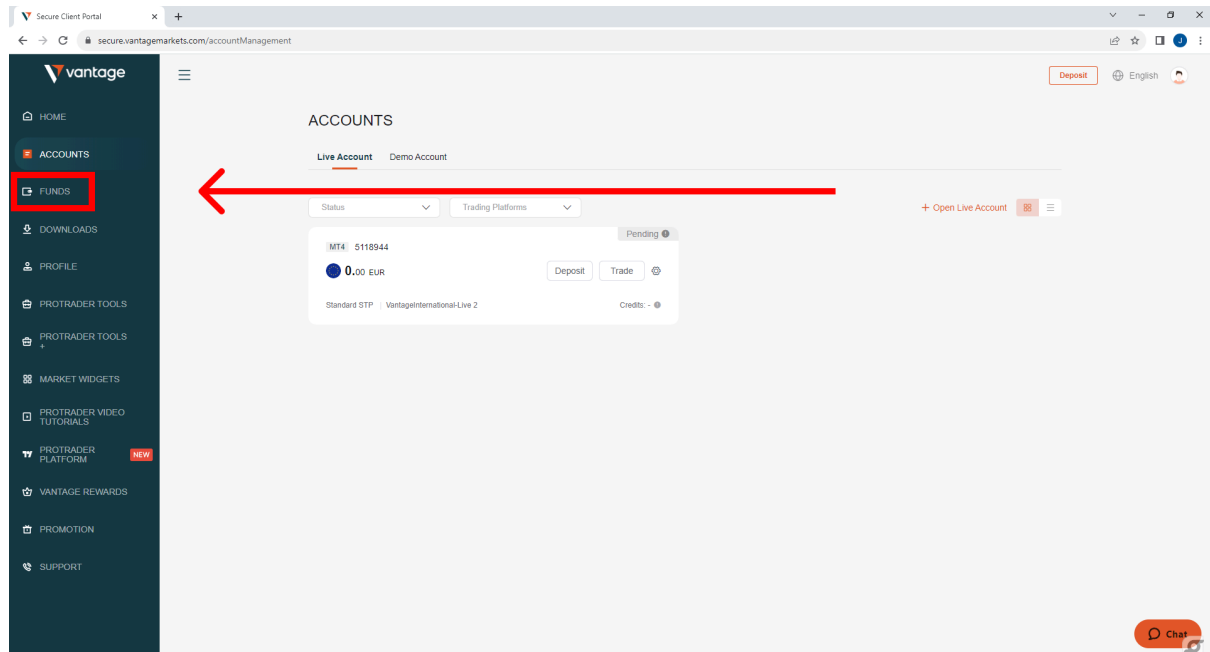 Secure Client Portal
secure.vantagemarkets.com/accountManagement
J
vantage
Deposit
English
HOME
ACCOUNTS
FUNDS
DOWNLOADS
PROFILE
PROTRADER TOOLS
PROTRADER TOOLS
+
MARKET WIDGETS
PROTRADER VIDEO
TUTORIALS
PROTRADER
PLATFORM
NEW
VANTAGE REWARDS
PROMOTION
SUPPORT
ACCOUNTS
Live Account Demo Account
Status Trading Platforms + Open Live Account
Pending
MT4 5118944
0.00 EUR Deposit Trade
Standard STP | VantageInternational-Live 2 Credits: -
Chat